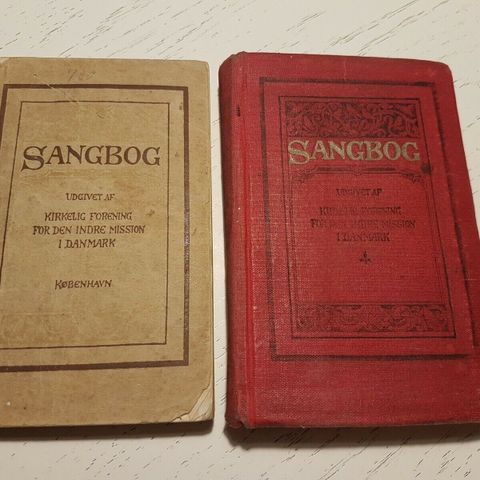 SANGBOG
UDGIVET AF
KIRKELIG FORENING
FOR DEN INDRE MISSION
I DANMARK
KØBENHAVN
SANGBOG
UDGIVET AF
KIRKELIG FORENING
FOR DEN INDRE MISSION
I DANMARK